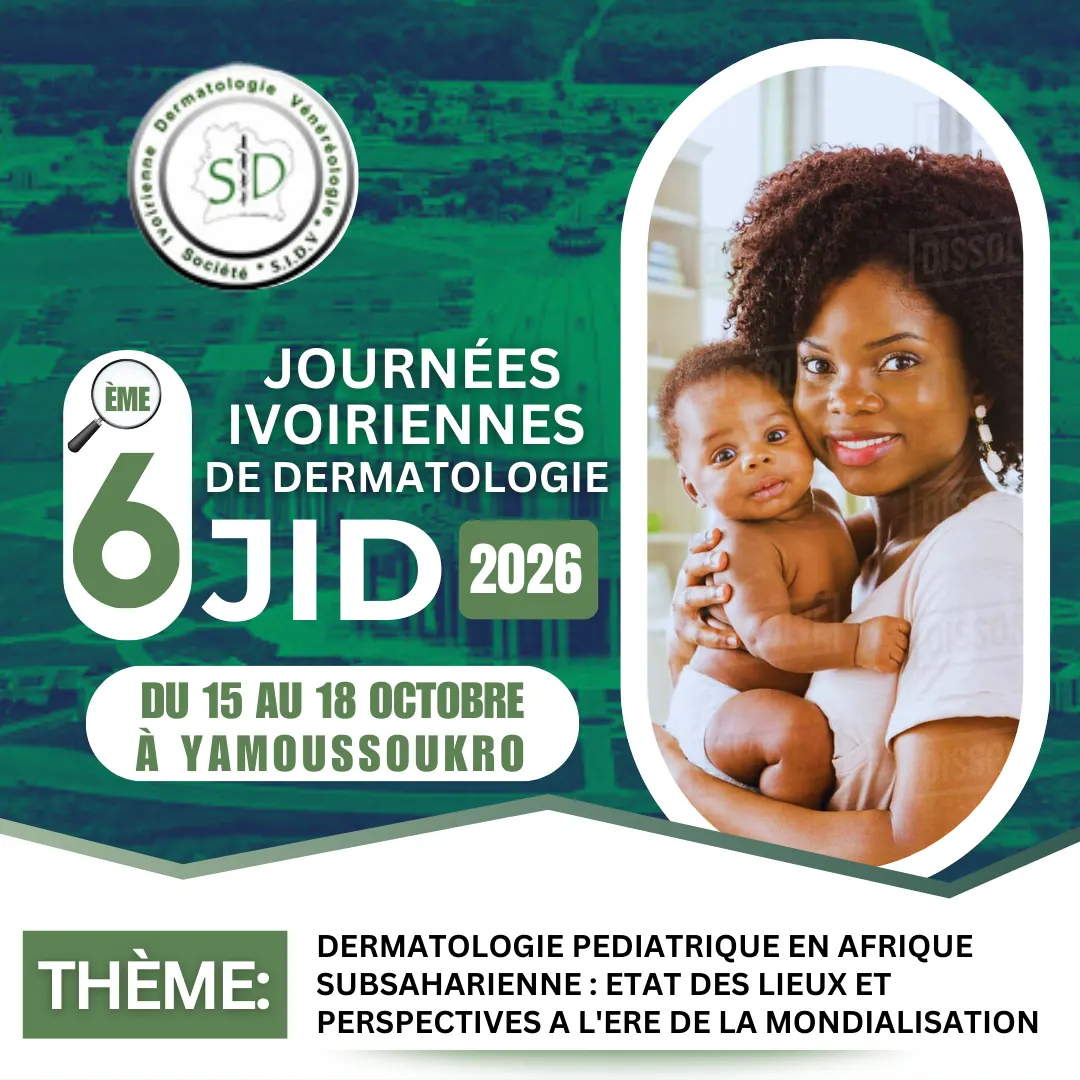 Société Ivoirienne Dermatologie Vénéréologie * S.I.D.V *
SID
ÈME
6
JOURNÉES
IVOIRIENNES
DE DERMATOLOGIE
JID 2026
DU 15 AU 18 OCTOBRE
À YAMOUSSOUKRO
THÈME:
DERMATOLOGIE PEDIATRIQUE EN AFRIQUE
SUBSAHARIENNE : ETAT DES LIEUX ET
PERSPECTIVES A L'ERE DE LA MONDIALISATION